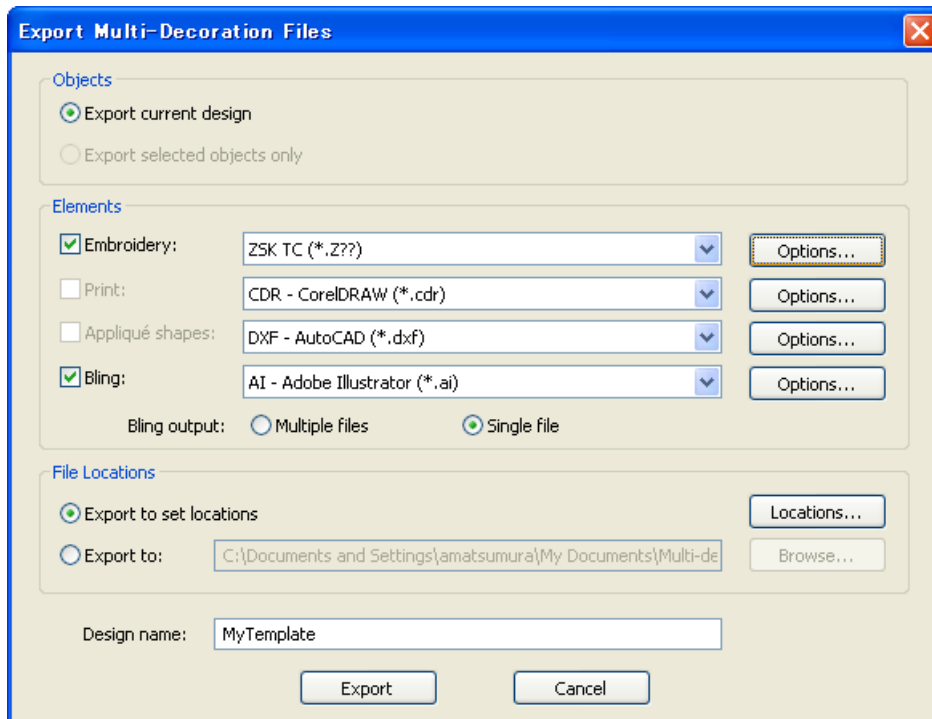 Export Multi-Decoration Files
Objects
Export current design
Export selected objects only
Elements
Embroidery: ZSK TC (*.Z??) Options...
Print: CDR - CorelDRAW (*.cdr) Options...
Appliqué shapes: DXF - AutoCAD (*.dxf) Options...
Bling: AI - Adobe Illustrator (*.ai) Options...
Bling output: Multiple files Single file
File Locations
Export to set locations Locations...
Export to: C:\Documents and Settings\amatsumura\My Documents\Multi-de Browse...
Design name: MyTemplate
Export Cancel